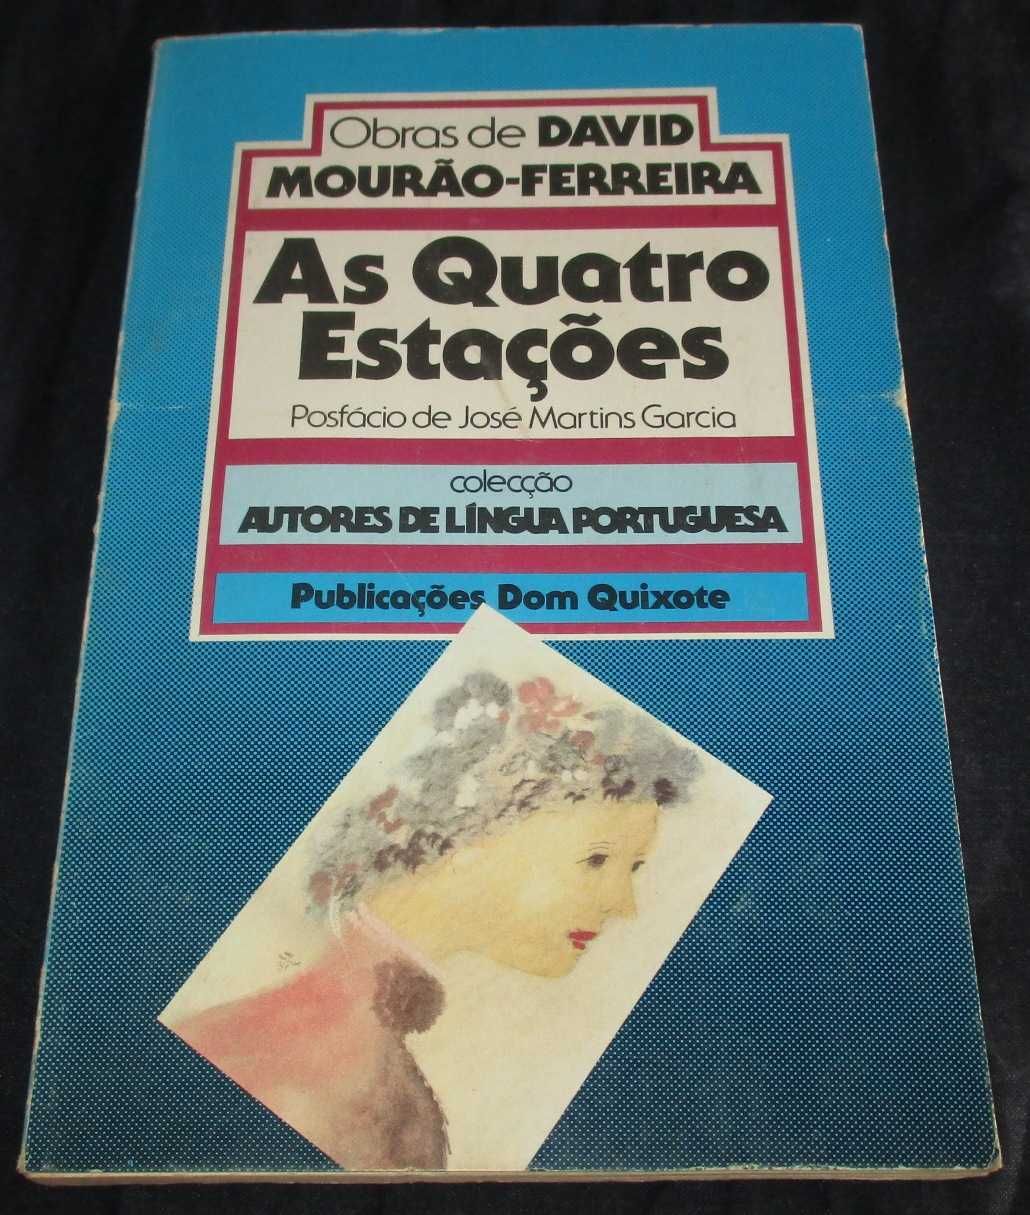 Obras de DAVID
MOURÃO-FERREIRA
As Quatro
Estações
Posfácio de José Martins Garcia
colecção
AUTORES DE LÍNGUA PORTUGUESA
Publicações Dom Quixote